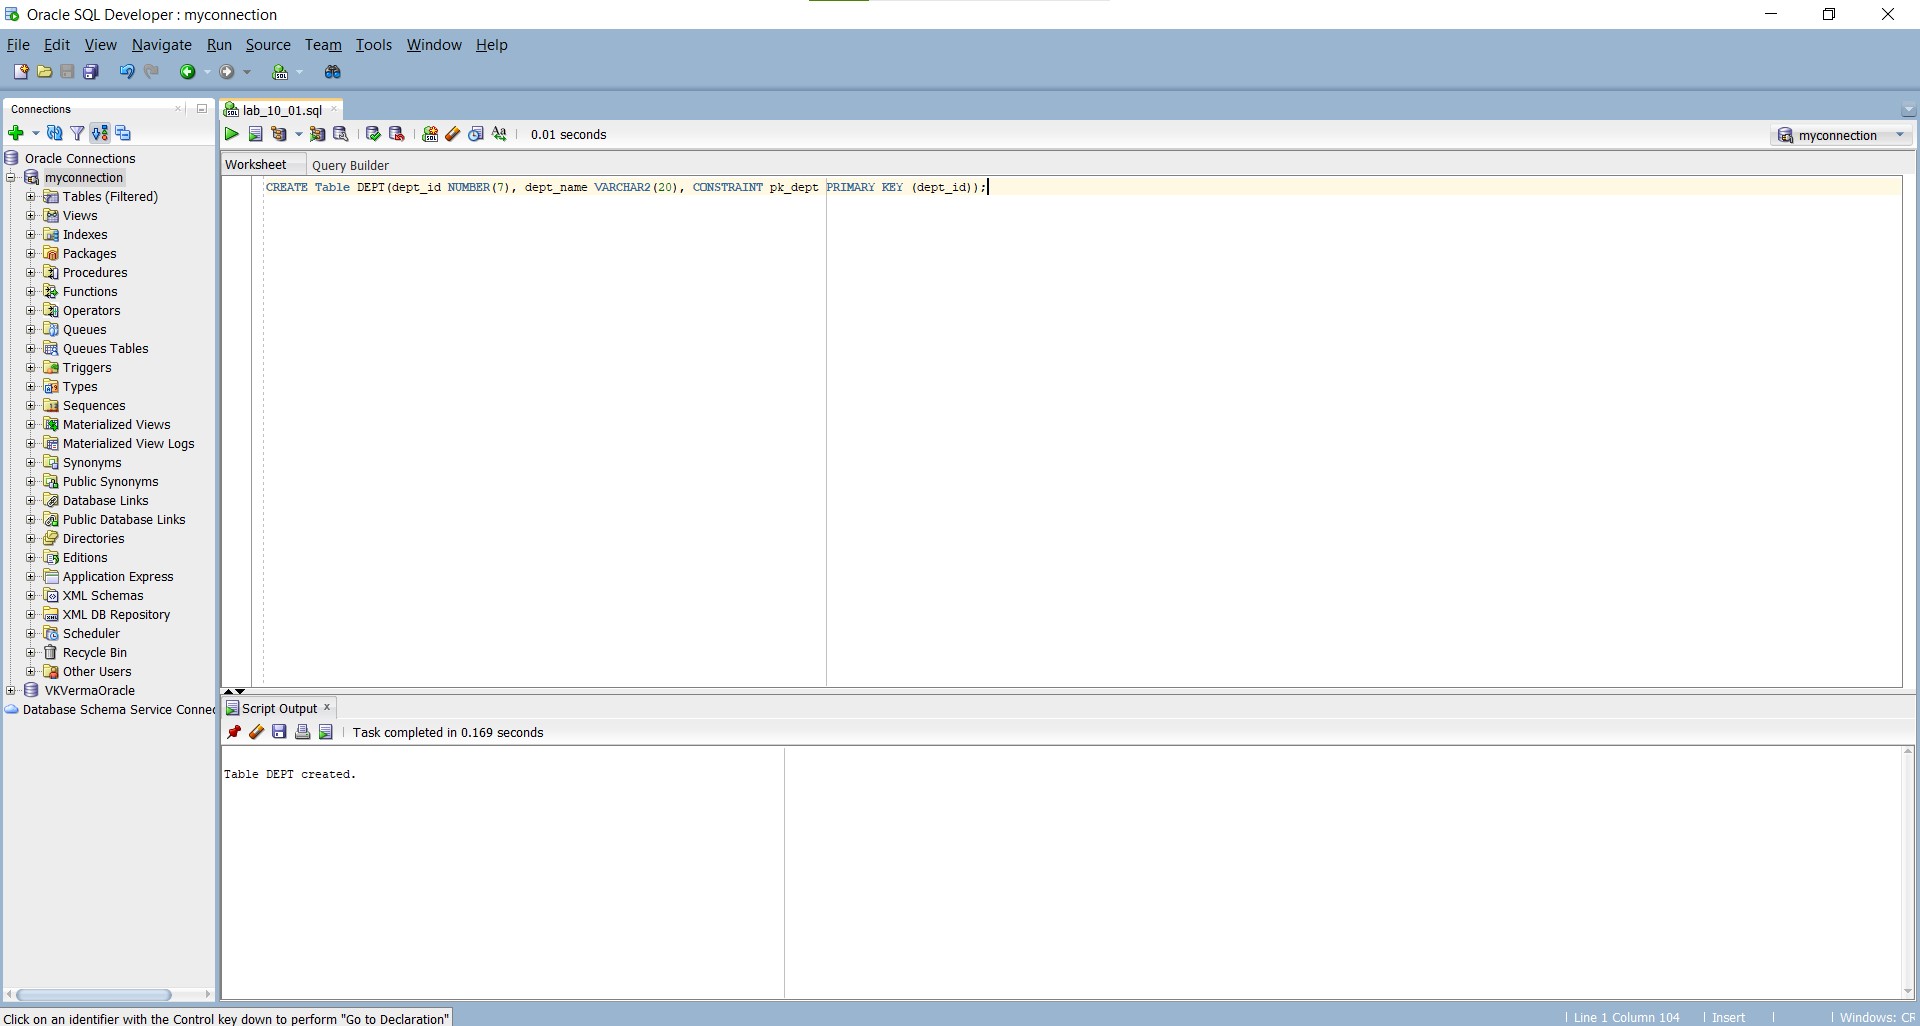 Oracle SQL Developer : myconnection
File Edit View Navigate Run Source Team Tools Window Help
Connections
lab_10_01.sql
0.01 seconds
myconnection
Worksheet Query Builder
Oracle Connections
myconnection
Tables (Filtered)
Views
Indexes
Packages
Procedures
Functions
Operators
Queues
Queues Tables
Triggers
Types
Sequences
Materialized Views
Materialized View Logs
Synonyms
Public Synonyms
Database Links
Public Database Links
Directories
Editions
Application Express
XML Schemas
XML DB Repository
Scheduler
Recycle Bin
Other Users
VKVermaOracle
Database Schema Service Connec
CREATE Table DEPT(dept_id NUMBER(7), dept_name VARCHAR2(20), CONSTRAINT pk_dept PRIMARY KEY (dept_id));
Script Output
Task completed in 0.169 seconds
Table DEPT created.
Click on an identifier with the Control key down to perform "Go to Declaration"
Line 1 Column 104 Insert Windows: CR